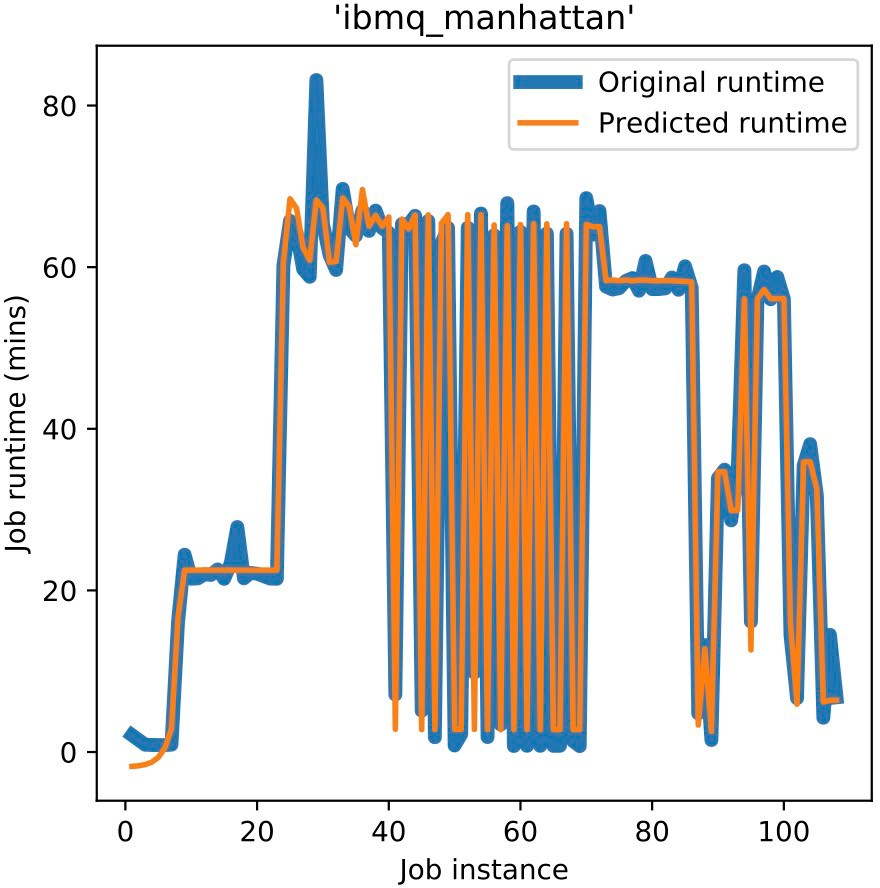 'ibmq_manhattan'
Original runtime
Predicted runtime
Job runtime (mins)
80
60
40
20
0
0 20 40 60 80 100
Job instance